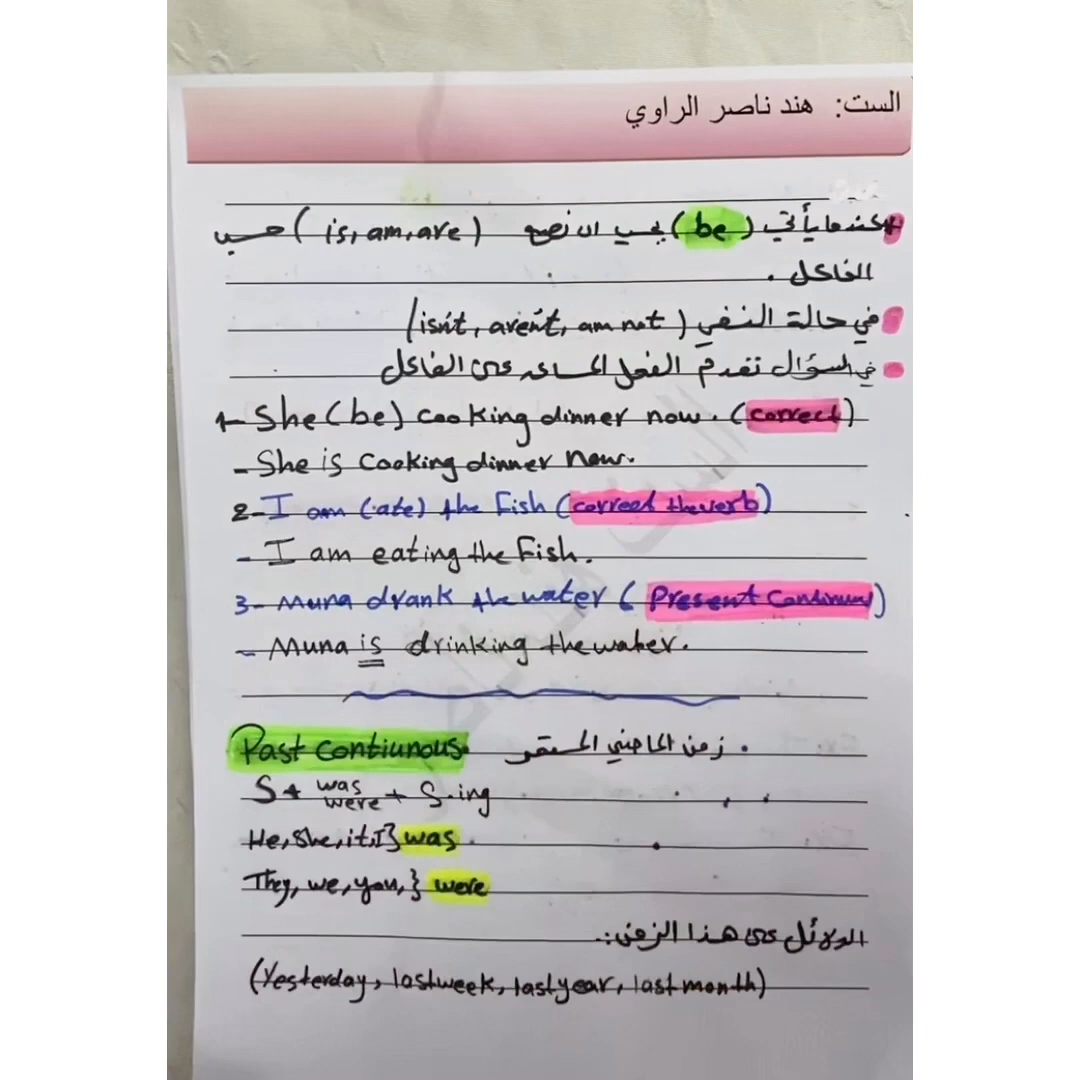 الست: هند ناصر الراوي
* عندما يأتي (be) يجب ان نضع (is, am, are) حسب
الفاعل .
في حالة النفي (isn't, aren't, am not)
في السؤال نقدم الفعل المساعد على الفاعل
1- She (be) cooking dinner now. (correct)
- She is cooking dinner now.
2- I am (ate) the fish (correct the verb)
- I am eating the fish.
3- Muna drank the water (Present Continuous)
- Muna is drinking the water.
Past contiunous. زمن الماضي المستمر .
S + was were + S.ing
He, She, it, I} was
They, we, you, } were
الدلائل على هذا الزمن:.
(Yesterday, last week, last year, last month)